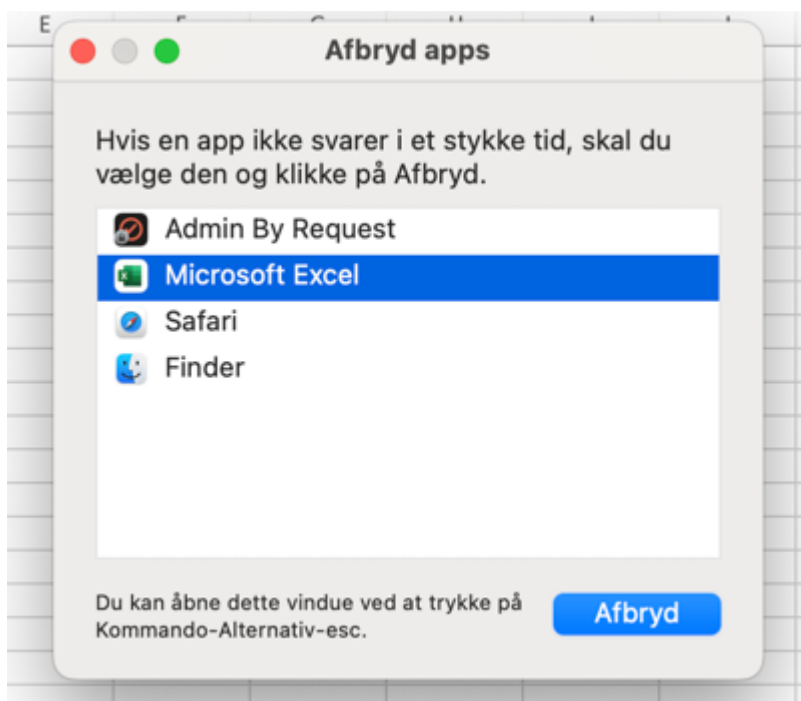 E
Afbryd apps
Hvis en app ikke svarer i et stykke tid, skal du
vælge den og klikke på Afbryd.
Admin By Request
Microsoft Excel
Safari
Finder
Du kan åbne dette vindue ved at trykke på
Kommando-Alternativ-esc.
Afbryd